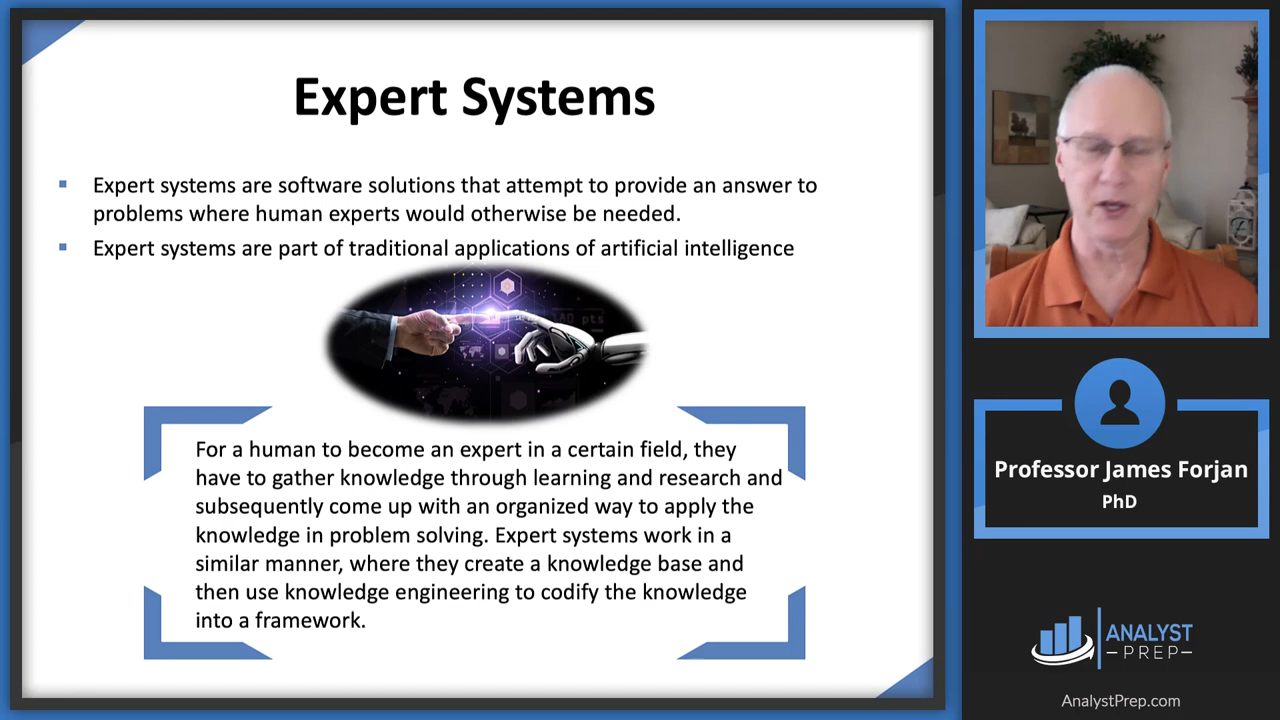 Expert Systems
▪ Expert systems are software solutions that attempt to provide an answer to
problems where human experts would otherwise be needed.
▪ Expert systems are part of traditional applications of artificial intelligence
For a human to become an expert in a certain field, they
have to gather knowledge through learning and research and
subsequently come up with an organized way to apply the
knowledge in problem solving. Expert systems work in a
similar manner, where they create a knowledge base and
then use knowledge engineering to codify the knowledge
into a framework.
Professor James Forjan
PhD
ANALYST
PREP
AnalystPrep.com